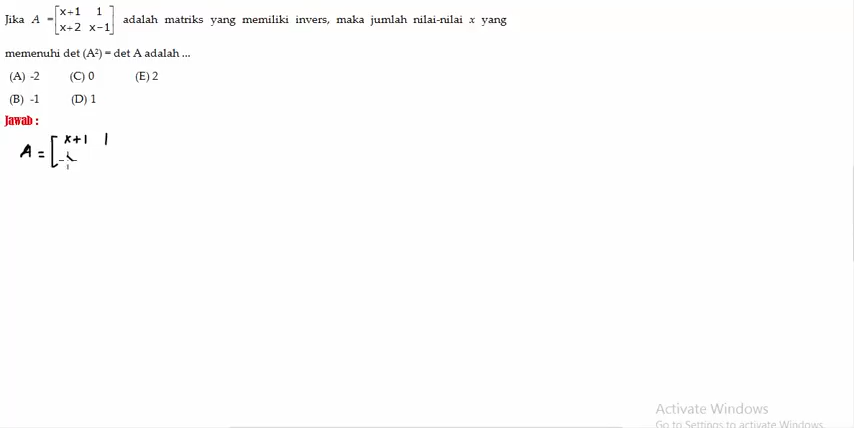 Jika A = [x+1 1
x+2 x−1] adalah matriks yang memiliki invers, maka jumlah nilai-nilai x yang
memenuhi det (A²) = det A adalah ...
(A) -2 (C) 0 (E) 2
(B) -1 (D) 1
Jawab :
A = [ x+1 1
Activate Windows
Go to Settings to activate Windows.